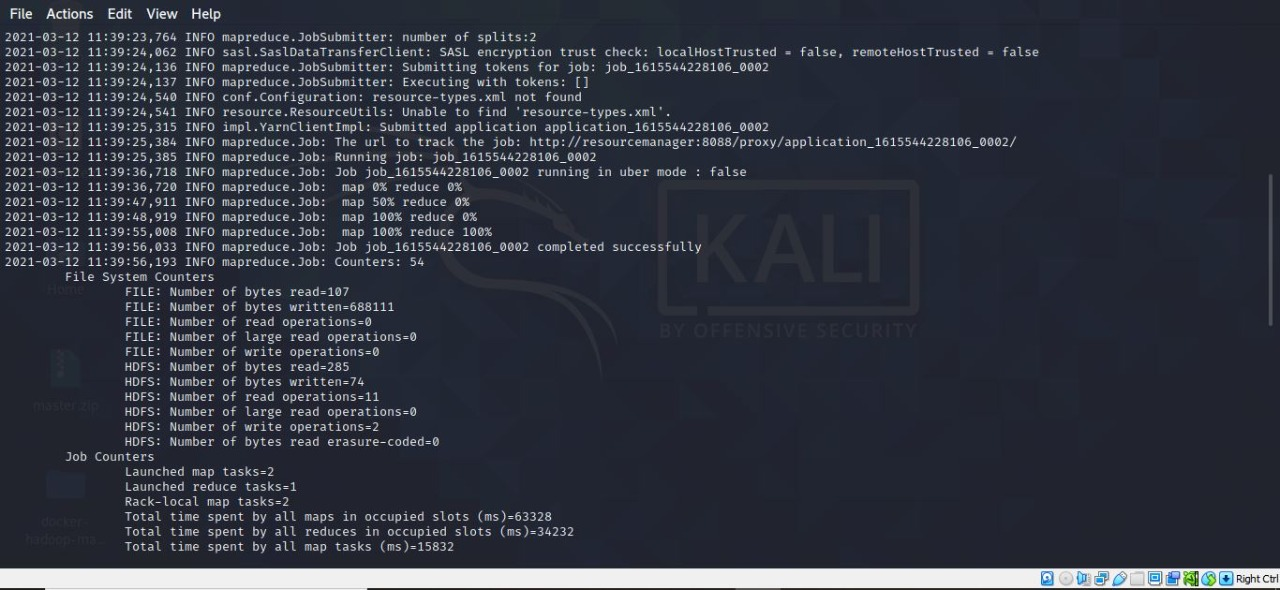 File Actions Edit View Help
2021-03-12 11:39:23,764 INFO mapreduce.JobSubmitter: number of splits:2
2021-03-12 11:39:24,062 INFO sasl.SaslDataTransferClient: SASL encryption trust check: localHostTrusted = false, remoteHostTrusted = false
2021-03-12 11:39:24,136 INFO mapreduce.JobSubmitter: Submitting tokens for job: job_1615544228106_0002
2021-03-12 11:39:24,137 INFO mapreduce.JobSubmitter: Executing with tokens: []
2021-03-12 11:39:24,540 INFO conf.Configuration: resource-types.xml not found
2021-03-12 11:39:24,541 INFO resource.ResourceUtils: Unable to find 'resource-types.xml'.
2021-03-12 11:39:25,315 INFO impl.YarnClientImpl: Submitted application application_1615544228106_0002
2021-03-12 11:39:25,384 INFO mapreduce.Job: The url to track the job: http://resourcemanager:8088/proxy/application_1615544228106_0002/
2021-03-12 11:39:25,385 INFO mapreduce.Job: Running job: job_1615544228106_0002
2021-03-12 11:39:36,718 INFO mapreduce.Job: Job job_1615544228106_0002 running in uber mode : false
2021-03-12 11:39:36,720 INFO mapreduce.Job:  map 0% reduce 0%
2021-03-12 11:39:47,911 INFO mapreduce.Job:  map 50% reduce 0%
2021-03-12 11:39:48,919 INFO mapreduce.Job:  map 100% reduce 0%
2021-03-12 11:39:55,008 INFO mapreduce.Job:  map 100% reduce 100%
2021-03-12 11:39:56,033 INFO mapreduce.Job: Job job_1615544228106_0002 completed successfully
2021-03-12 11:39:56,193 INFO mapreduce.Job: Counters: 54
File System Counters
FILE: Number of bytes read=107
FILE: Number of bytes written=688111
FILE: Number of read operations=0
FILE: Number of large read operations=0
FILE: Number of write operations=0
HDFS: Number of bytes read=285
HDFS: Number of bytes written=74
HDFS: Number of read operations=11
HDFS: Number of large read operations=0
HDFS: Number of write operations=2
HDFS: Number of bytes read erasure-coded=0
Job Counters
Launched map tasks=2
Launched reduce tasks=1
Rack-local map tasks=2
Total time spent by all maps in occupied slots (ms)=63328
Total time spent by all reduces in occupied slots (ms)=34232
Total time spent by all map tasks (ms)=15832
KALI
BY OFFENSIVE SECURITY
Home
master.zip
docker-
hadoop-ma...
Right Ctrl